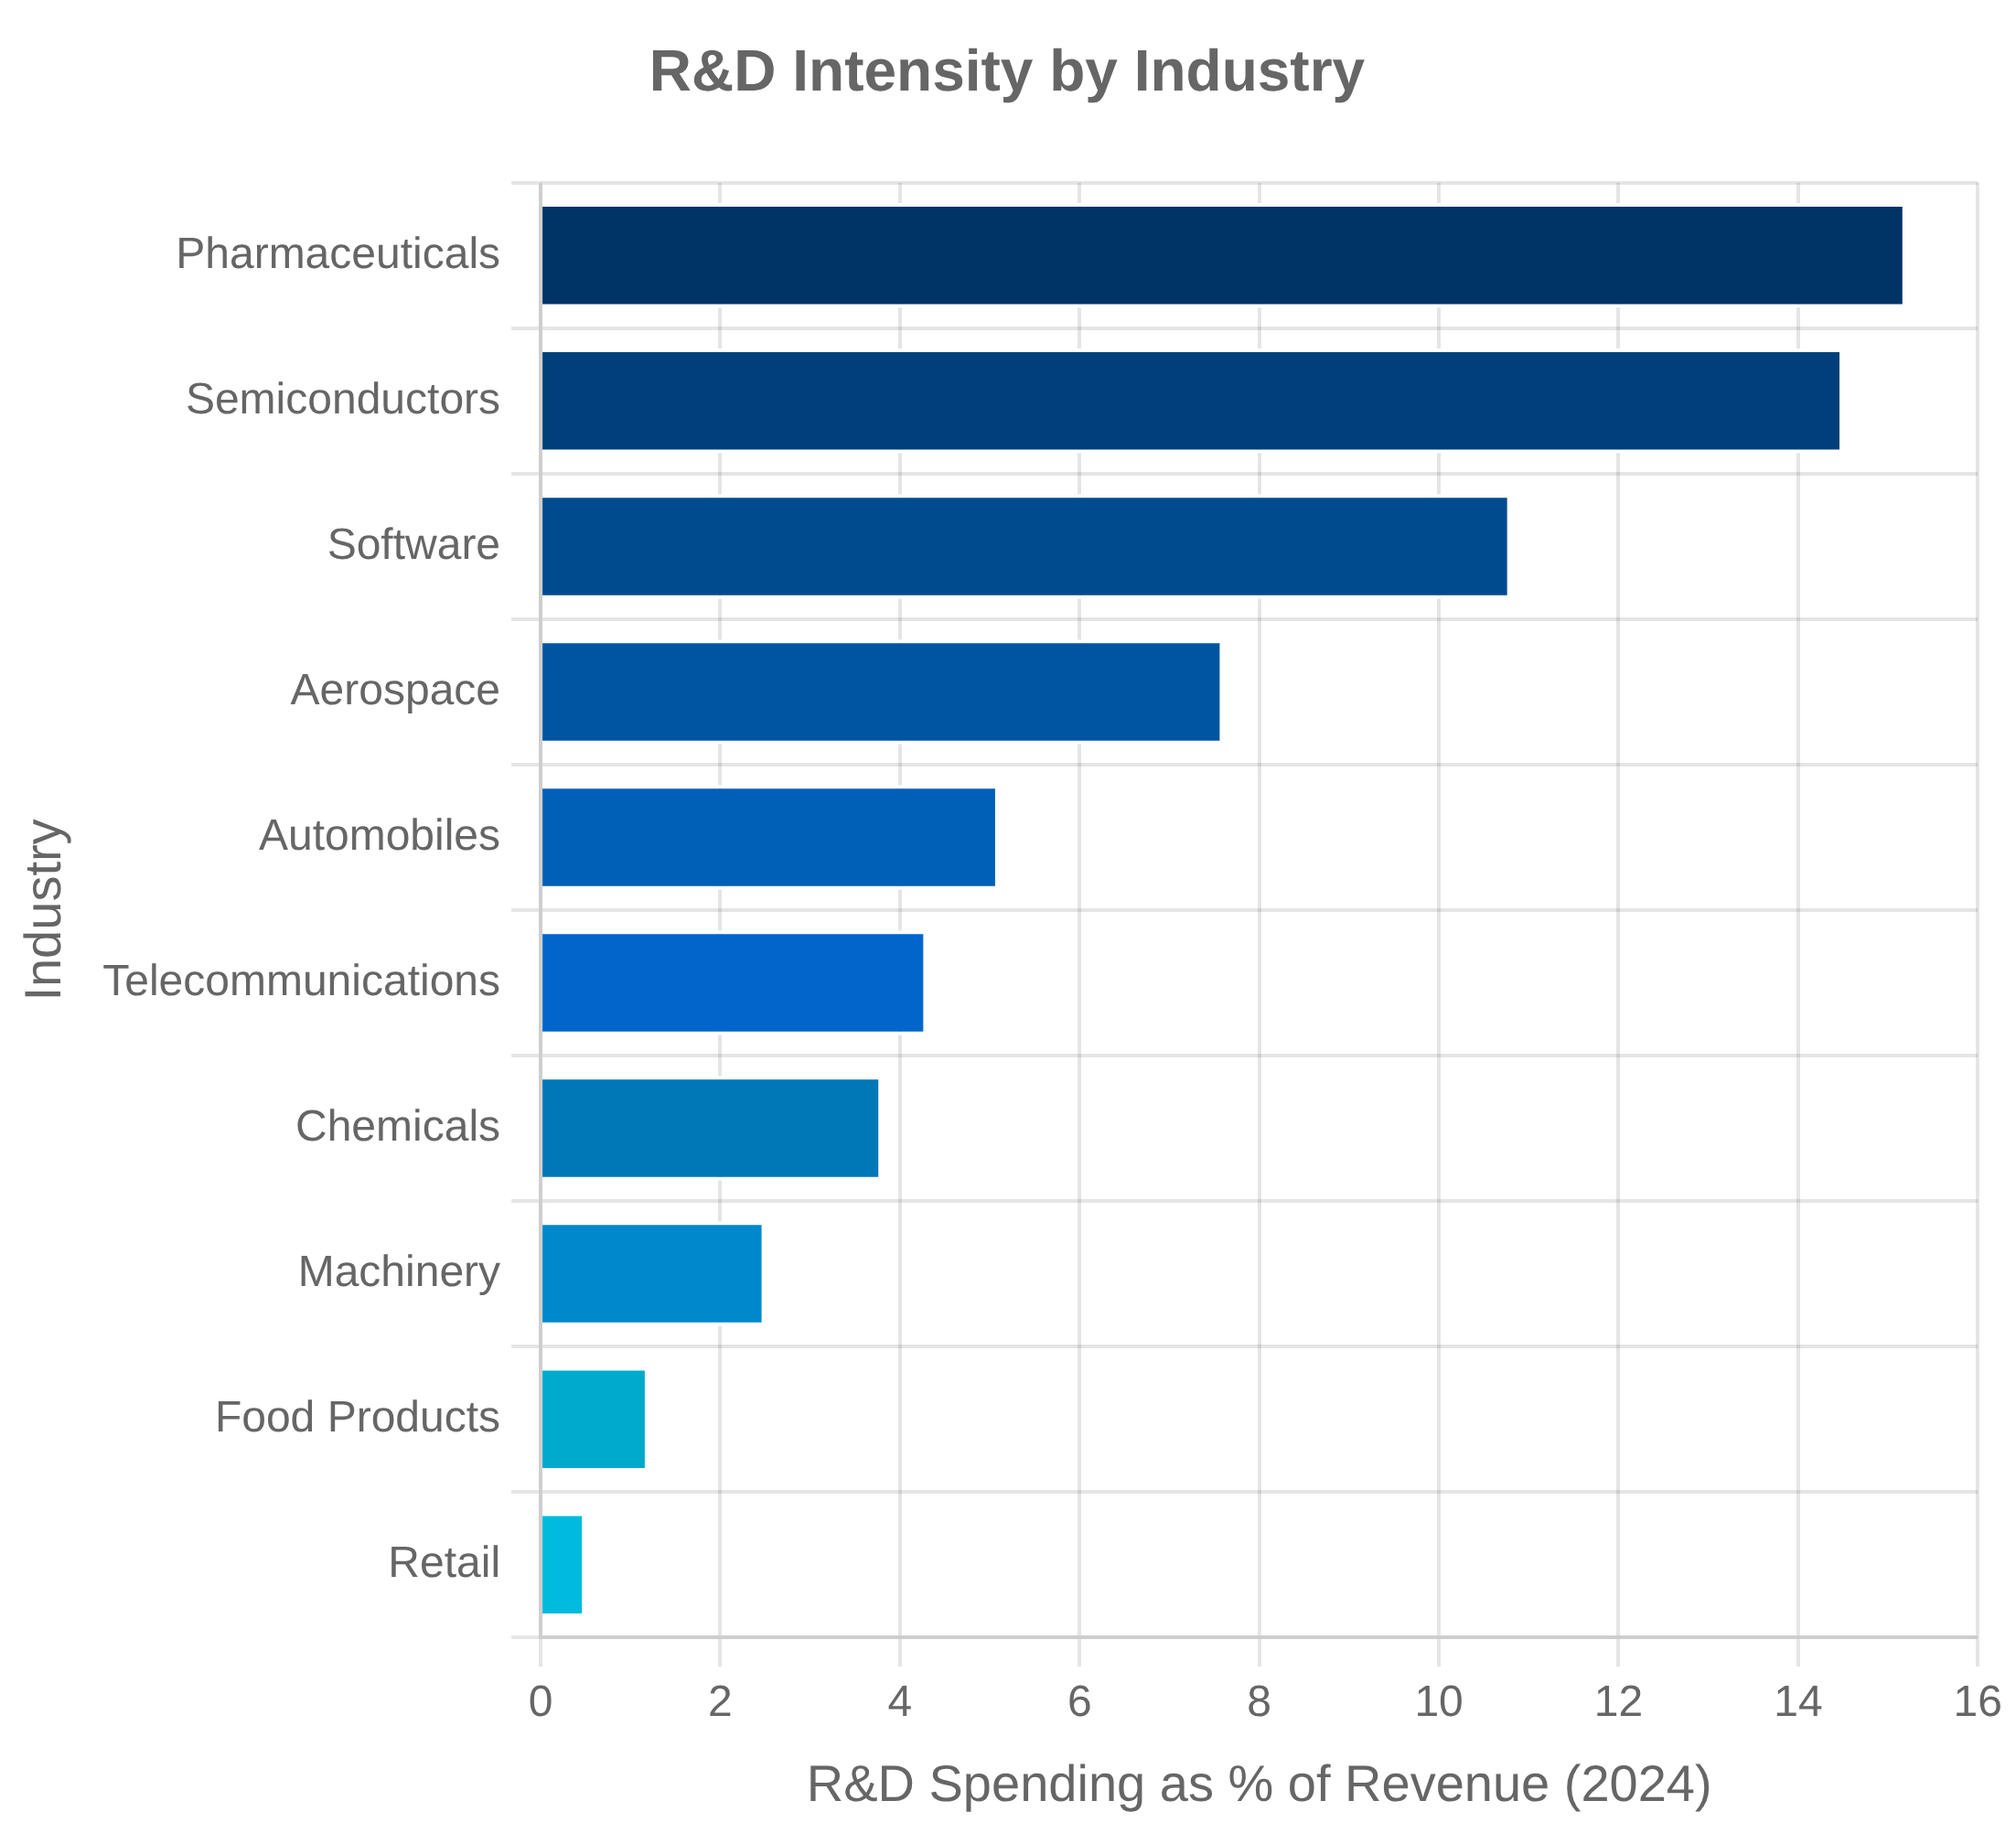 R&D Intensity by Industry
Industry
Pharmaceuticals
Semiconductors
Software
Aerospace
Automobiles
Telecommunications
Chemicals
Machinery
Food Products
Retail
0 2 4 6 8 10 12 14 16
R&D Spending as % of Revenue (2024)